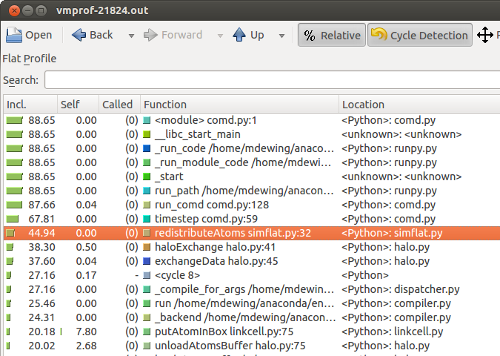 vmprof-21824.out
Open Back Forward Up % Relative Cycle Detection
Flat Profile
Search:
Incl. Self Called Function Location
88.65 0.00 (0) <module> comd.py:1 <Python>: comd.py
88.65 0.00 (0) __libc_start_main <unknown>: <unknown>
88.65 0.00 (0) _run_code /home/mdewing/anaco... <Python>: runpy.py
88.65 0.00 (0) _run_module_code /home/mdewi... <Python>: runpy.py
88.65 0.00 (0) _start <unknown>: <unknown>
88.65 0.00 (0) run_path /home/mdewing/anacon... <Python>: runpy.py
87.66 0.04 (0) run_comd comd.py:128 <Python>: comd.py
67.81 0.00 (0) timestep comd.py:59 <Python>: comd.py
44.94 0.00 (0) redistributeAtoms simflat.py:32 <Python>: simflat.py
38.30 0.50 (0) haloExchange halo.py:41 <Python>: halo.py
37.60 0.04 (0) exchangeData halo.py:45 <Python>: halo.py
27.16 0.17 - <cycle 8> <Python>
27.16 0.00 (0) _compile_for_args /home/mdewin... <Python>: dispatcher.py
25.46 0.00 (0) run /home/mdewing/anaconda/en... <Python>: compiler.py
24.31 0.00 (0) _backend /home/mdewing/anacon... <Python>: compiler.py
20.18 7.80 (0) putAtomInBox linkcell.py:75 <Python>: linkcell.py
20.02 2.68 (0) unloadAtomsBuffer halo.py:75 <Python>: halo.py